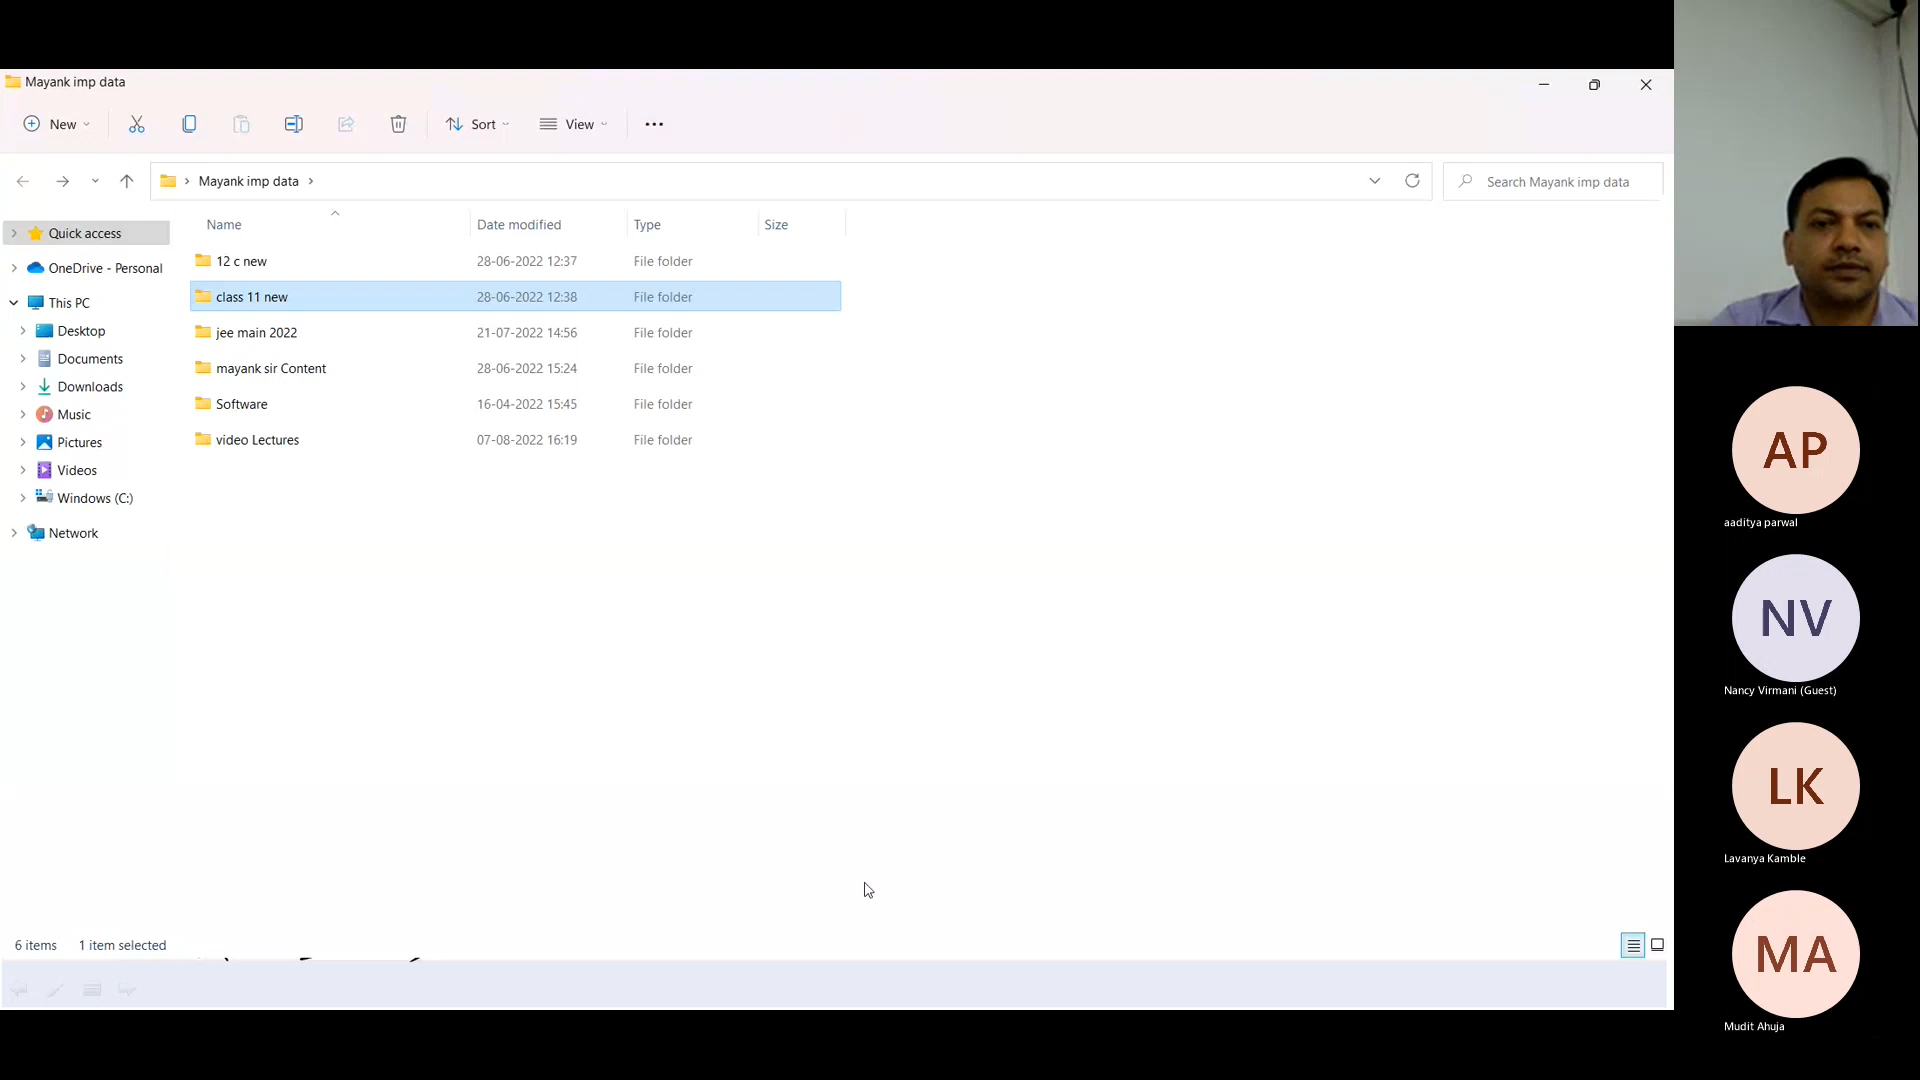 Mayank imp data
New
Sort
View
Mayank imp data
Search Mayank imp data
Name Date modified Type Size
Quick access
OneDrive - Personal
This PC
Desktop
Documents
Downloads
Music
Pictures
Videos
Windows (C:)
Network
12 c new 28-06-2022 12:37 File folder
class 11 new 28-06-2022 12:38 File folder
jee main 2022 21-07-2022 14:56 File folder
mayank sir Content 28-06-2022 15:24 File folder
Software 16-04-2022 15:45 File folder
video Lectures 07-08-2022 16:19 File folder
6 items 1 item selected
AP
aaditya parwal
NV
Nancy Virmani (Guest)
LK
Lavanya Kamble
MA
Mudit Ahuja